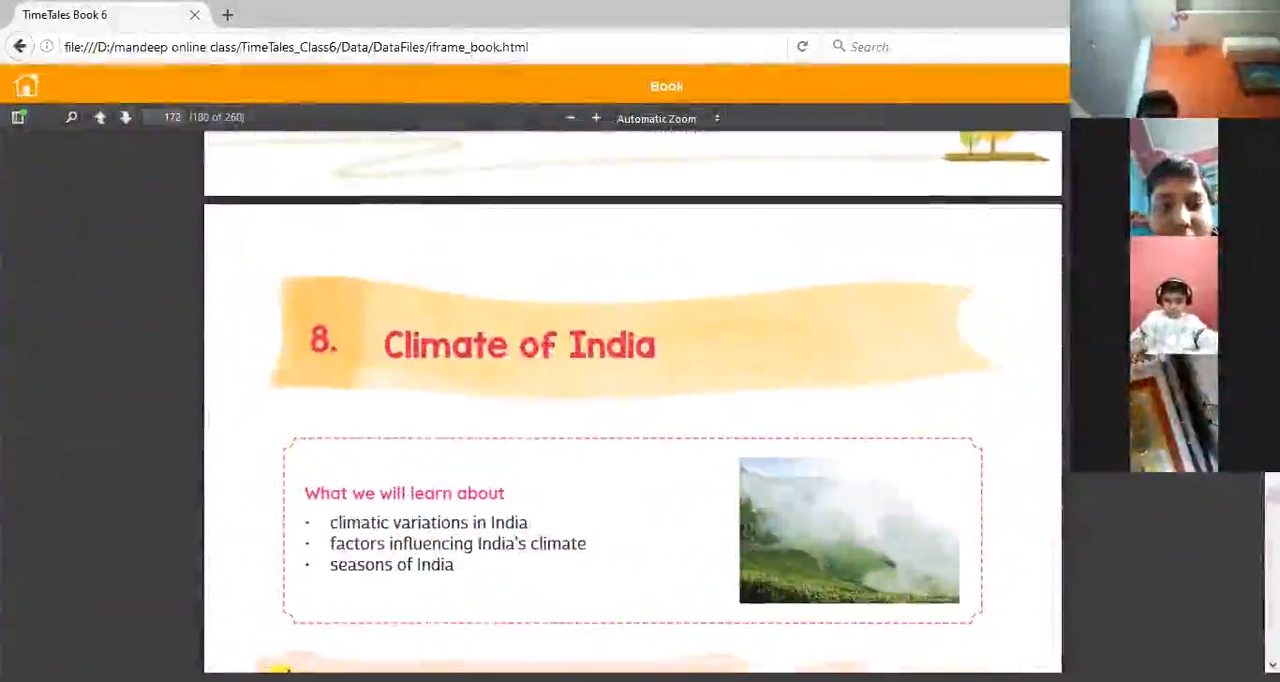 TimeTales Book 6
file:///D:/mandeep online class/TimeTales_Class6/Data/DataFiles/iframe_book.html
Search
Book
172 (180 of 260)
Automatic Zoom
8. Climate of India
What we will learn about
· climatic variations in India
· factors influencing India's climate
· seasons of India